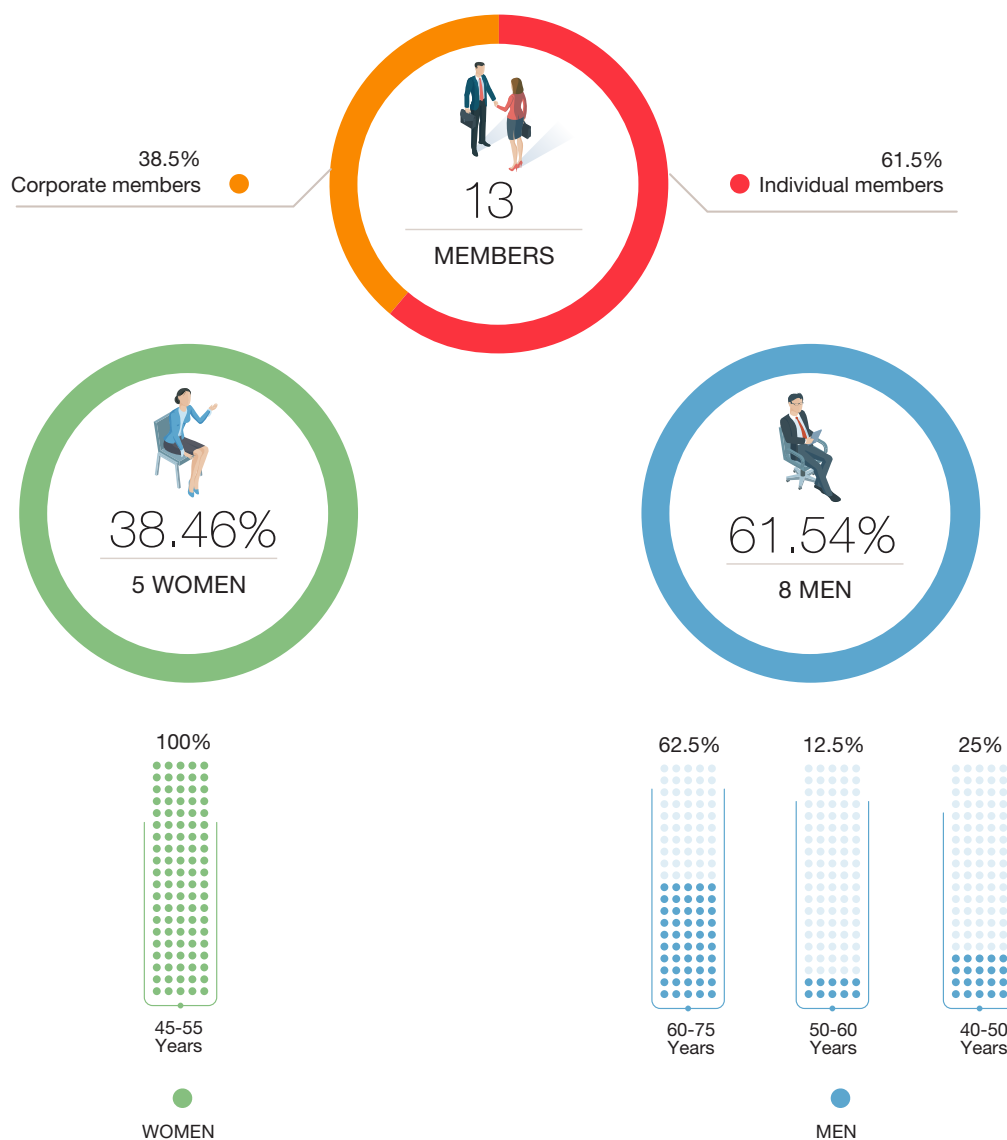 38.5%
Corporate members
61.5%
Individual members
13
MEMBERS
38.46%
5 WOMEN
61.54%
8 MEN
100%
45-55
Years
WOMEN
62.5%
12.5%
25%
60-75
Years
50-60
Years
40-50
Years
MEN